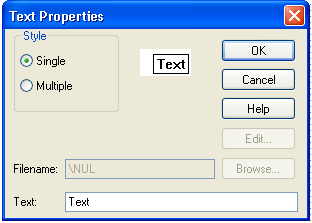 Text Properties
Style
Single
Multiple
Text
OK
Cancel
Help
Edit...
Filename: \NUL
Browse...
Text: Text